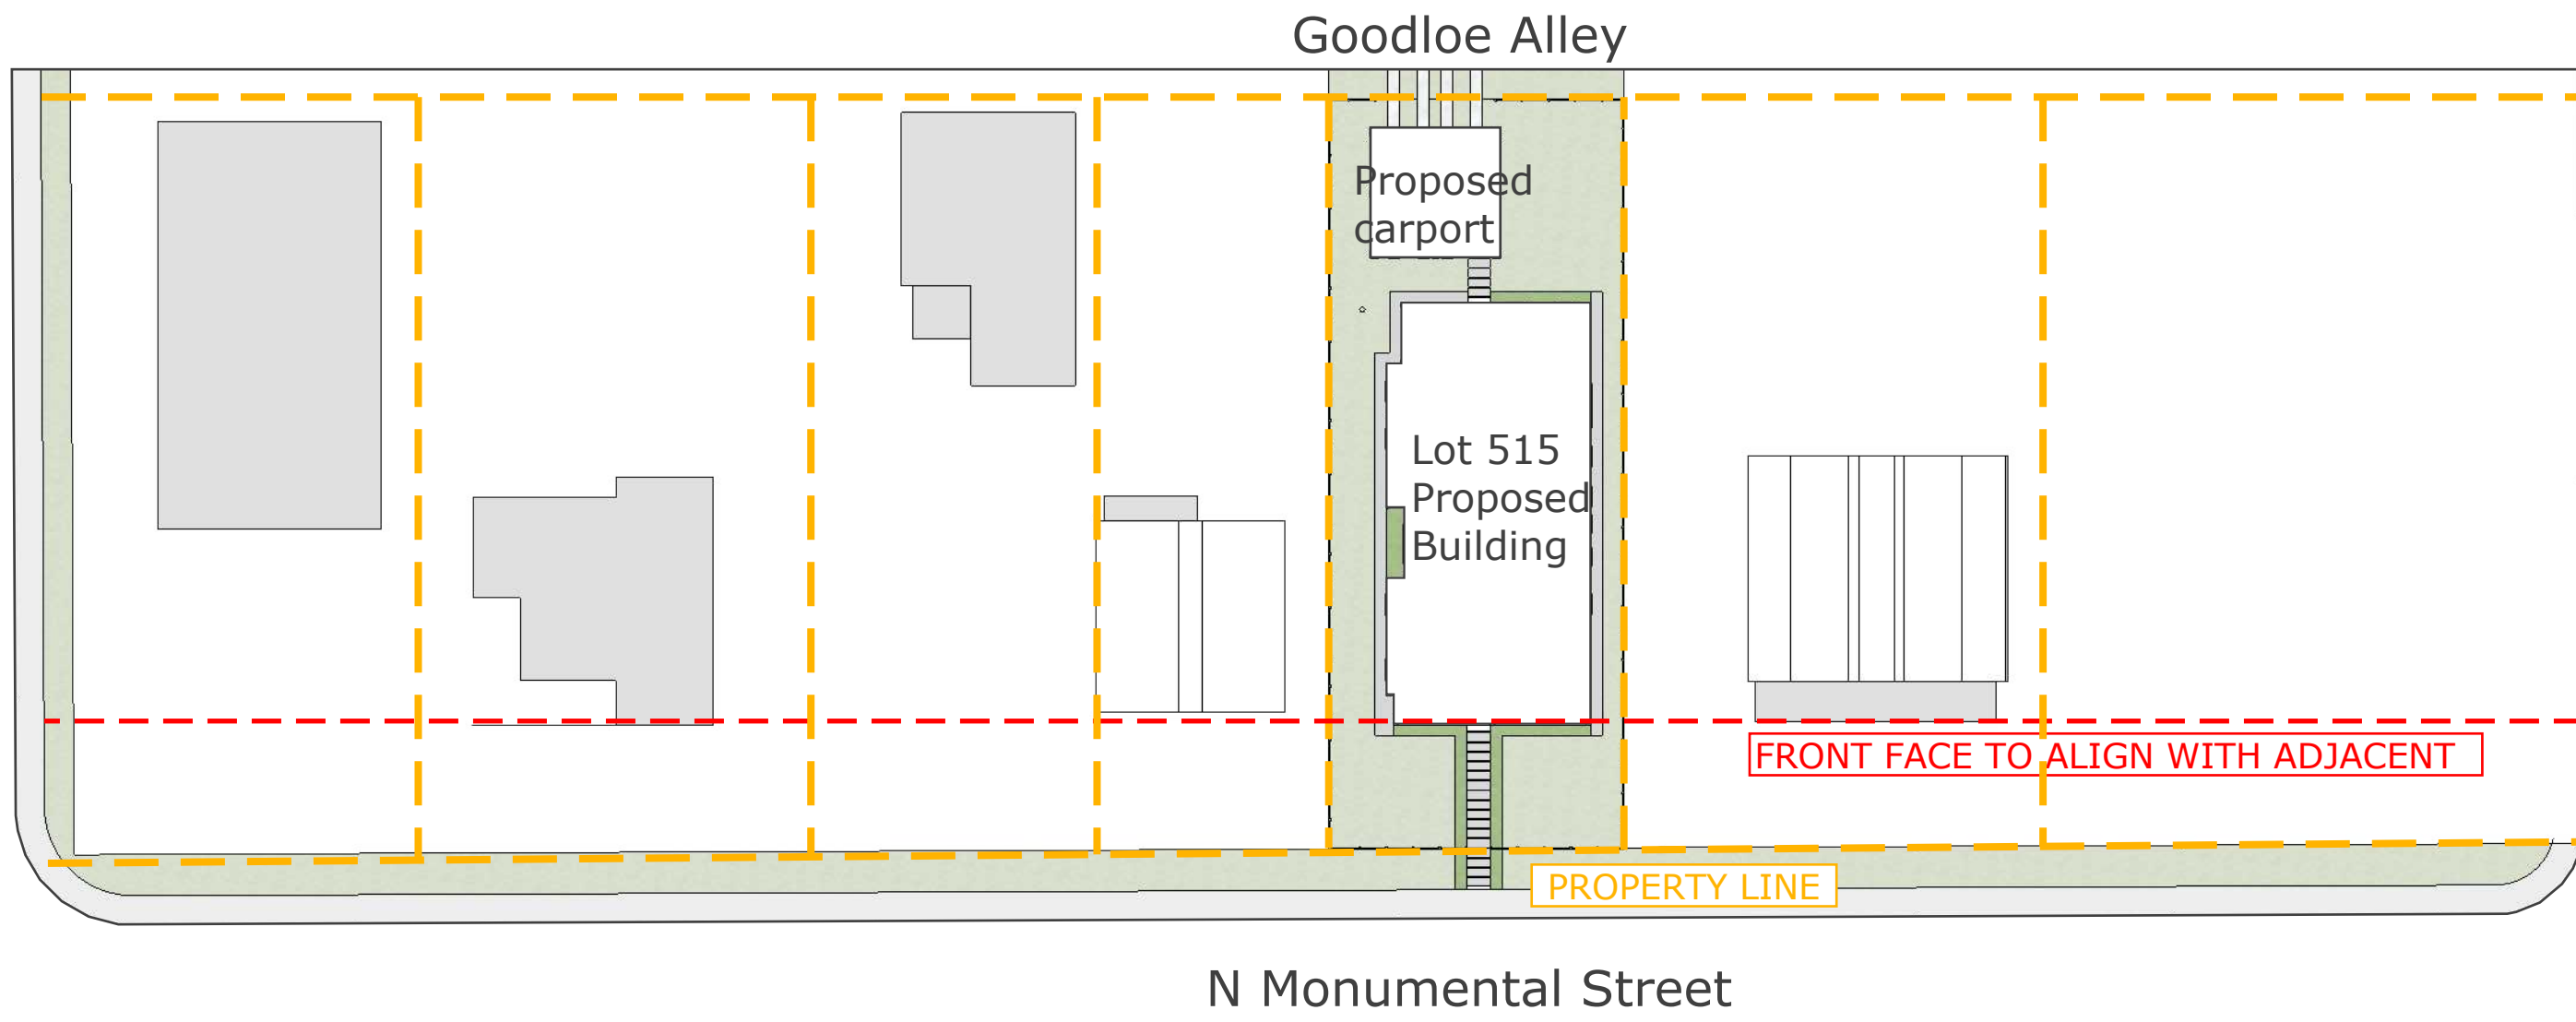 Goodloe Alley
Proposed
carport
Lot 515
Proposed
Building
FRONT FACE TO ALIGN WITH ADJACENT
PROPERTY LINE
N Monumental Street